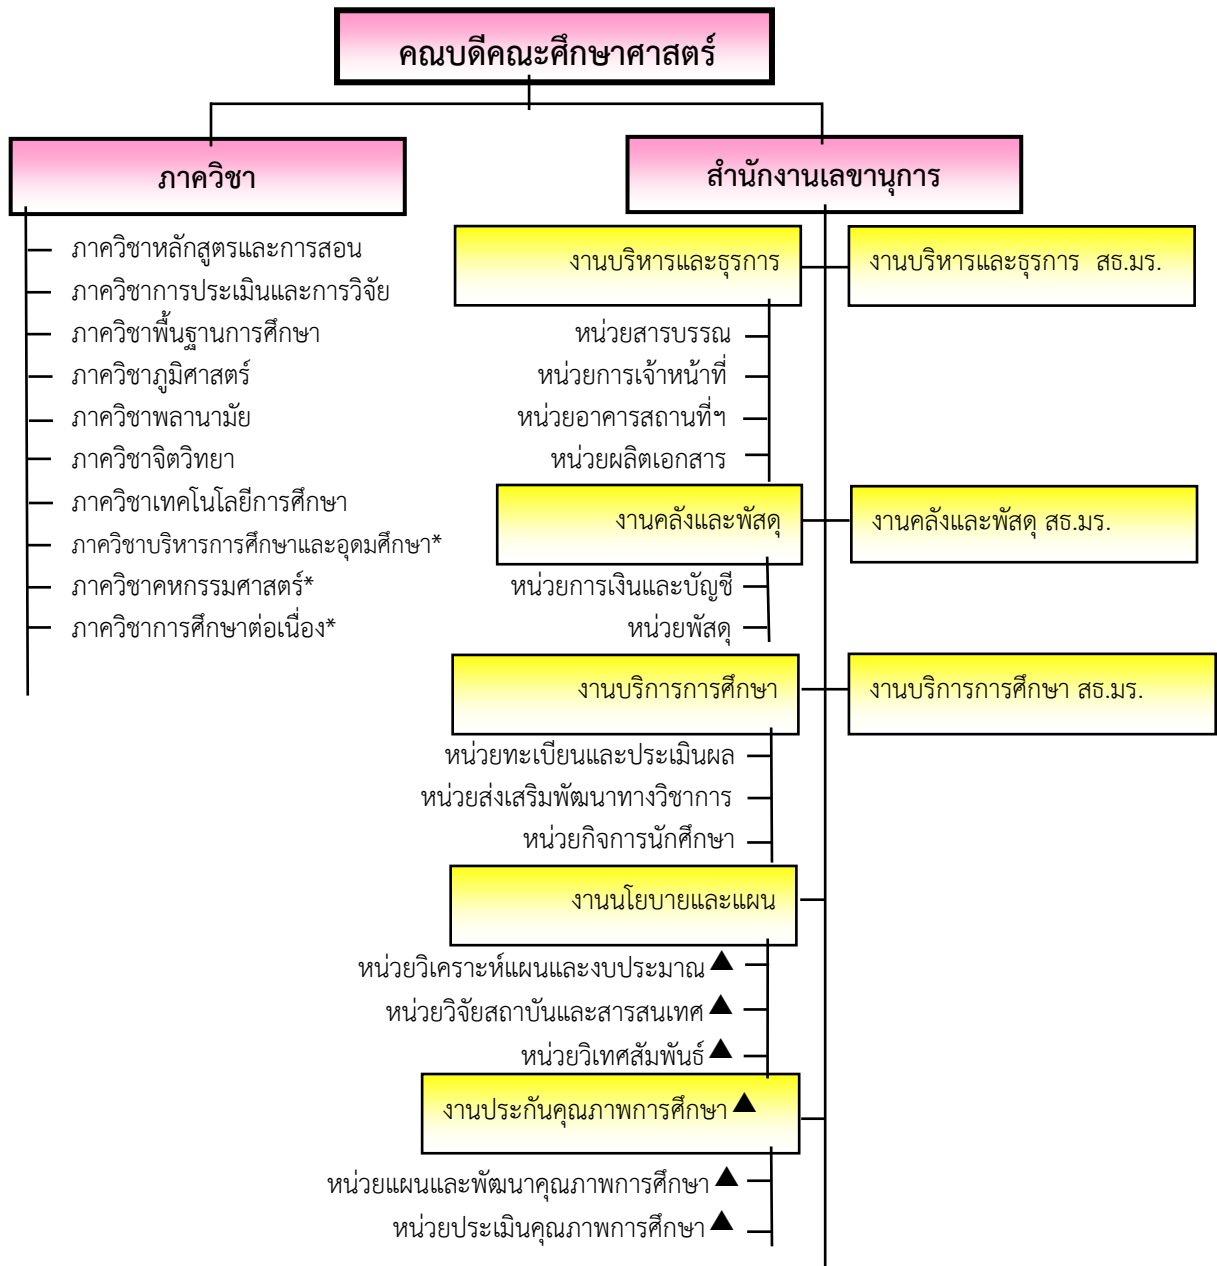 คณบดีคณะศึกษาศาสตร์
ภาควิชา
ภาควิชาหลักสูตรและการสอน
ภาควิชาการประเมินและการวิจัย
ภาควิชาพื้นฐานการศึกษา
ภาควิชาภูมิศาสตร์
ภาควิชาพลานามัย
ภาควิชาจิตวิทยา
ภาควิชาเทคโนโลยีการศึกษา
ภาควิชาบริหารการศึกษาและอุดมศึกษา*
ภาควิชาคหกรรมศาสตร์*
ภาควิชาการศึกษาต่อเนื่อง*
สำนักงานเลขานุการ
งานบริหารและธุรการ
งานบริหารและธุรการ สธ.มร.
หน่วยสารบรรณ
หน่วยการเจ้าหน้าที่
หน่วยอาคารสถานที่ฯ
หน่วยผลิตเอกสาร
งานคลังและพัสดุ
งานคลังและพัสดุ สธ.มร.
หน่วยการเงินและบัญชี
หน่วยพัสดุ
งานบริการการศึกษา
งานบริการการศึกษา สธ.มร.
หน่วยทะเบียนและประเมินผล
หน่วยส่งเสริมพัฒนาทางวิชาการ
หน่วยกิจการนักศึกษา
งานนโยบายและแผน
หน่วยวิเคราะห์แผนและงบประมาณ▲
หน่วยวิจัยสถาบันและสารสนเทศ▲
หน่วยวิเทศสัมพันธ์▲
งานประกันคุณภาพการศึกษา▲
หน่วยแผนและพัฒนาคุณภาพการศึกษา▲
หน่วยประเมินคุณภาพการศึกษา▲